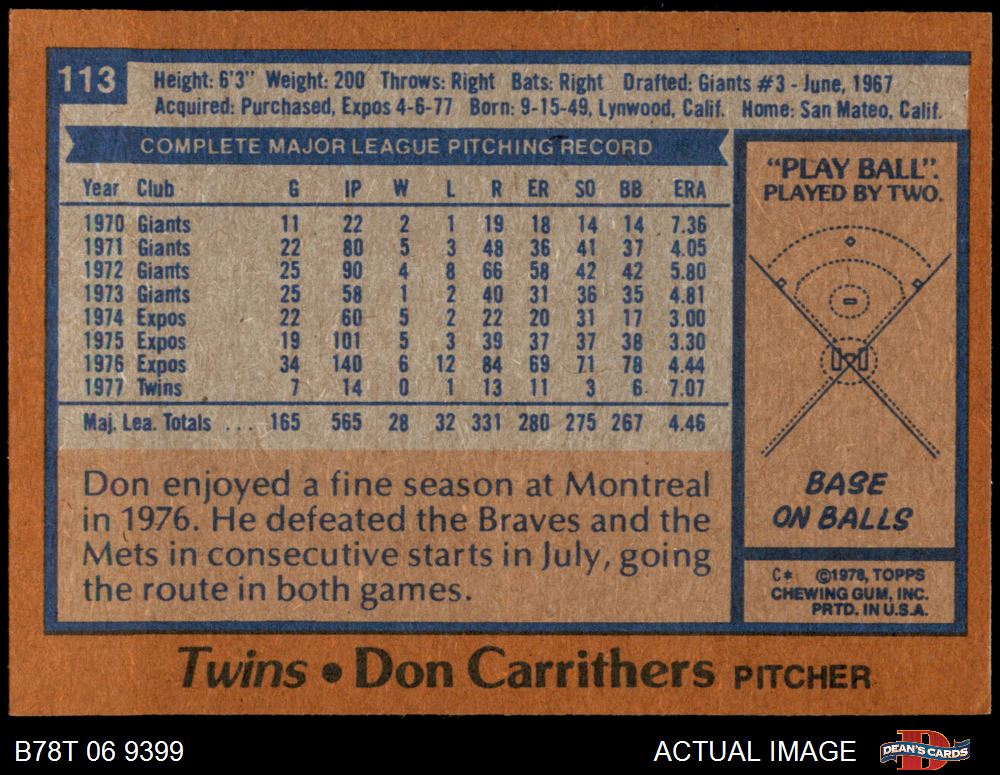 113
Height: 6'3" Weight: 200 Throws: Right Bats: Right Drafted: Giants #3 - June, 1967
Acquired: Purchased, Expos 4-6-77 Born: 9-15-49, Lynwood, Calif. Home: San Mateo, Calif.
COMPLETE MAJOR LEAGUE PITCHING RECORD
Year Club G IP W L R ER SO BB ERA
1970 Giants 11 22 2 1 19 18 14 14 7.36
1971 Giants 22 80 5 3 48 36 41 37 4.05
1972 Giants 25 90 4 8 66 58 42 42 5.80
1973 Giants 25 58 1 2 40 31 36 35 4.81
1974 Expos 22 60 5 2 22 20 31 17 3.00
1975 Expos 19 101 5 3 39 37 37 38 3.30
1976 Expos 34 140 6 12 84 69 71 78 4.44
1977 Twins 7 14 0 1 13 11 3 6 7.07
Maj. Lea. Totals ... 165 565 28 32 331 280 275 267 4.46
Don enjoyed a fine season at Montreal
in 1976. He defeated the Braves and the
Mets in consecutive starts in July, going
the route in both games.
"PLAY BALL".
PLAYED BY TWO.
BASE
ON BALLS
C* ©1978, TOPPS
CHEWING GUM, INC.
PRTD. IN U.S.A.
Twins • Don Carrithers PITCHER
B78T 06 9399
ACTUAL IMAGE
DEAN'S CARDS